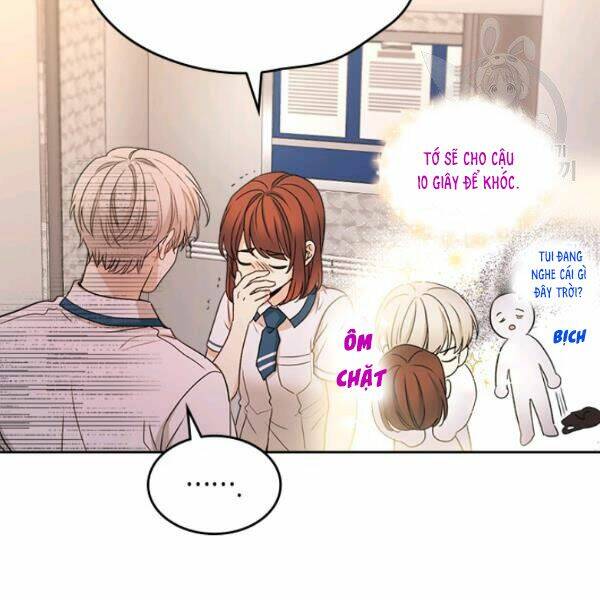 TỚ SẼ CHO CẬU
10 GIÂY ĐỂ KHÓC.
TUI ĐANG
NGHE CÁI GÌ
ĐÂY TRỜI?
BỊCH
ÔM
CHẶT
.......